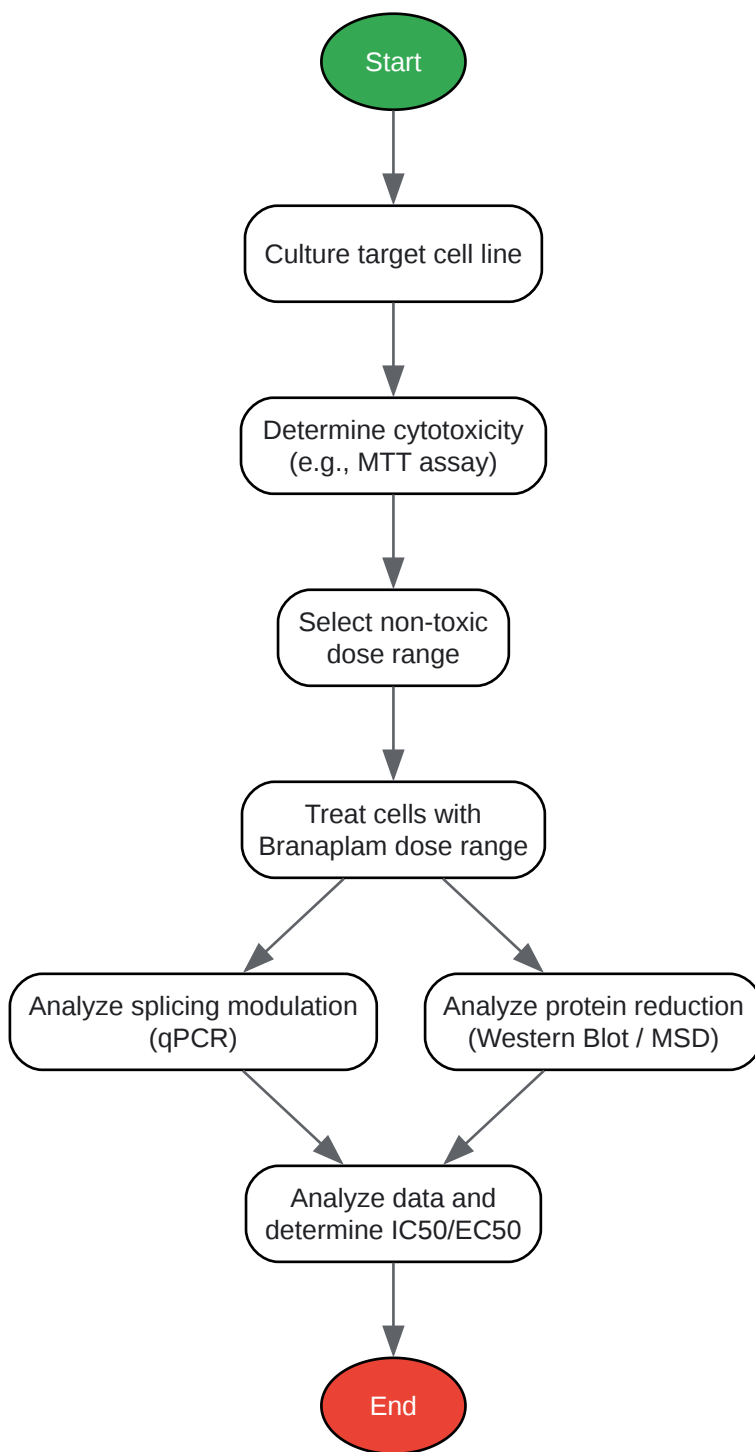 Start
Culture target cell line
Determine cytotoxicity
(e.g., MTT assay)
Select non-toxic
dose range
Treat cells with
Branaplam dose range
Analyze splicing modulation
(qPCR)
Analyze protein reduction
(Western Blot / MSD)
Analyze data and
determine IC50/EC50
End